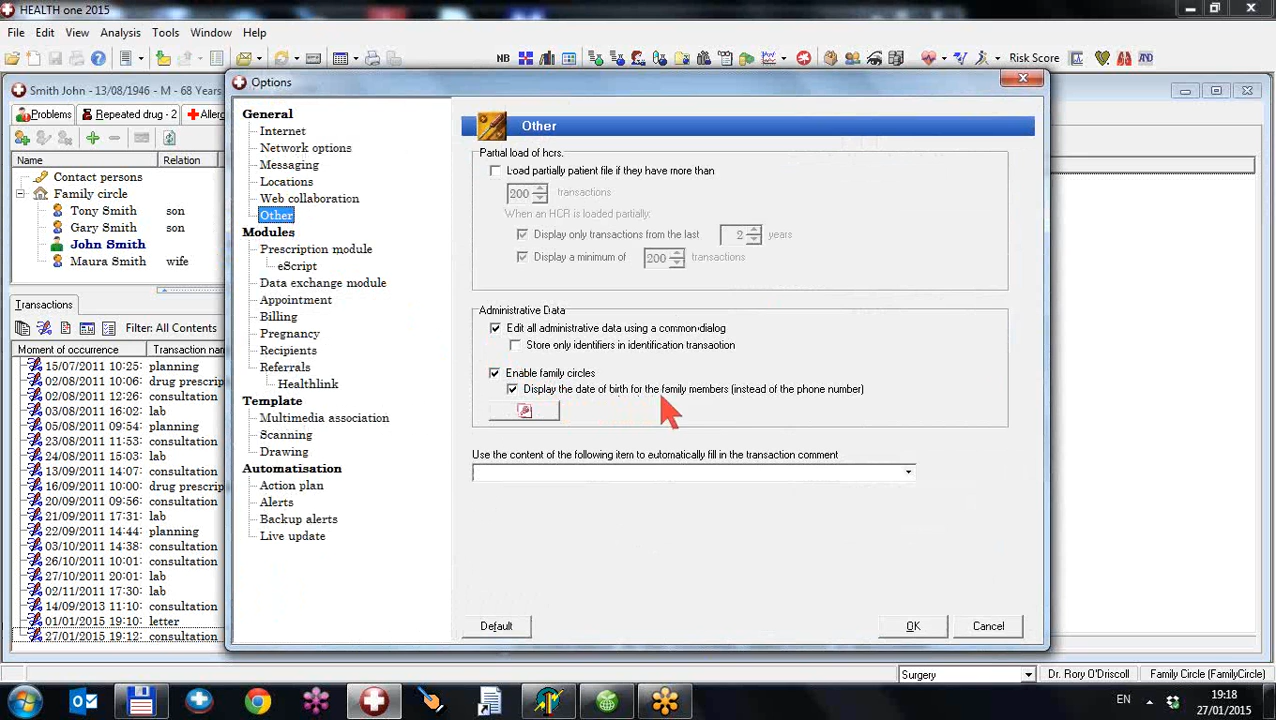 HEALTH one 2015
File Edit View Analysis Tools Window Help
NB Risk Score
Smith John - 13/08/1946 - M - 68 Years
Problems Repeated drug - 2 Allerg
Name Relation
Contact persons
Family circle
Tony Smith son
Gary Smith son
John Smith
Maura Smith wife
Transactions
Filter: All Contents
Moment of occurrence Transaction nam
15/07/2011 10:25: planning
02/08/2011 10:06: drug prescrip
02/08/2011 12:36: consultation
03/08/2011 16:02: lab
05/08/2011 09:54: planning
24/08/2011 12:36: consultation
23/08/2011 11:53: consultation
13/09/2011 14:07: consultation
16/09/2011 09:10: drug prescrip
20/09/2011 09:56: consultation
21/09/2011 17:31: lab
22/09/2011 14:44: planning
03/10/2011 14:38: consultation
26/10/2011 10:01: consultation
27/10/2011 20:01: lab
02/11/2011 17:30: lab
14/09/2013 11:10: consultation
01/01/2015 19:10: letter
27/01/2015 19:12: consultation
Options
General
Internet
Network options
Messaging
Locations
Web collaboration
Other
Modules
Prescription module
eScript
Data exchange module
Appointment
Billing
Pregnancy
Recipients
Referrals
Healthlink
Template
Multimedia association
Scanning
Drawing
Automatisation
Action plan
Alerts
Backup alerts
Live update
Other
Partial load of hcrs.
Load partially patient file if they have more than
200 transactions
When an HCR is loaded partially.
Display only transactions from the last 2 years
Display a minimum of 200 transactions
Administrative Data
Edit all administrative data using a common dialog
Store only identifiers in identification transaction
Enable family circles
Display the date of birth for the family members (instead of the phone number)
Use the content of the following item to automatically fill in the transaction comment
Default OK Cancel
Surgery Dr. Rory O'Driscoll Family Circle (FamilyCircle)
EN 19:18
27/01/2015